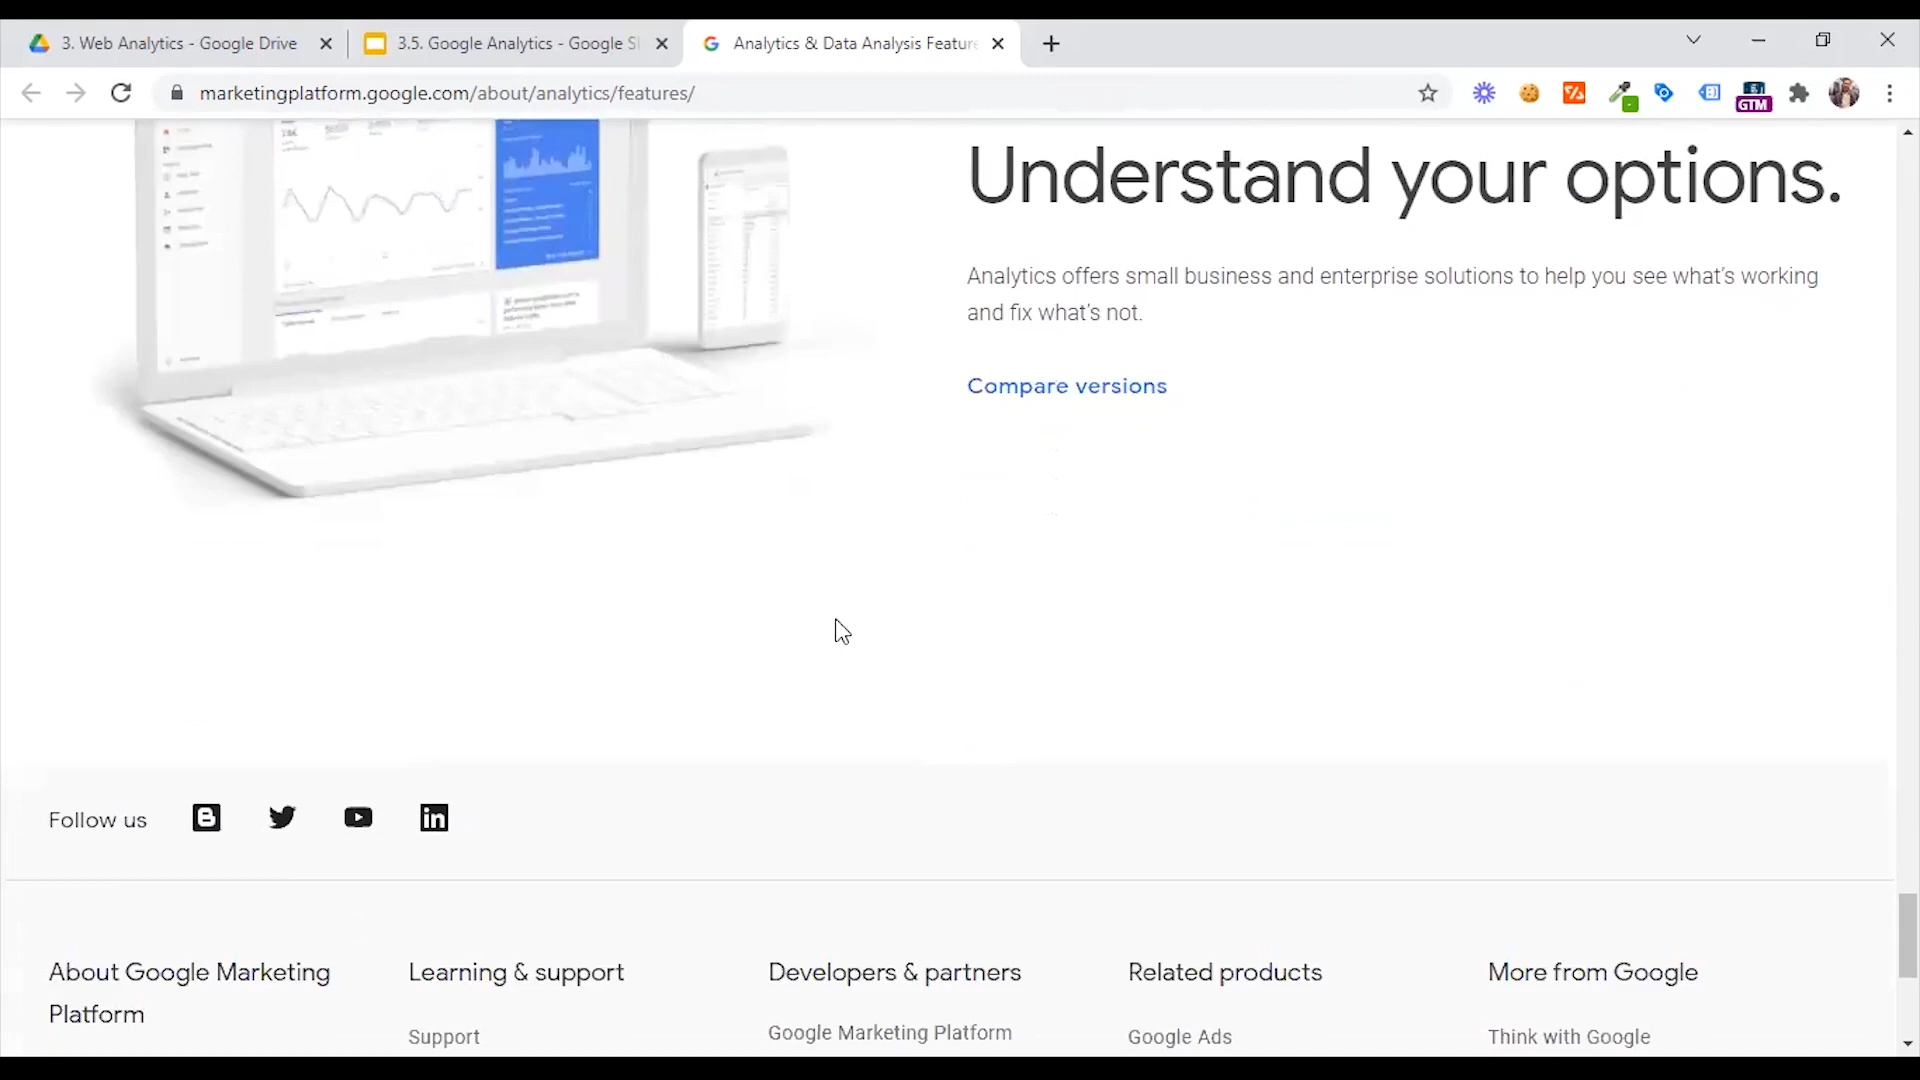 3. Web Analytics - Google Drive
3.5. Google Analytics - Google Sl
Analytics & Data Analysis Feature
marketingplatform.google.com/about/analytics/features/
GTM
Understand your options.
Analytics offers small business and enterprise solutions to help you see what's working
and fix what's not.
Compare versions
Follow us
About Google Marketing
Platform
Learning & support
Developers & partners
Related products
More from Google
Support
Google Marketing Platform
Google Ads
Think with Google